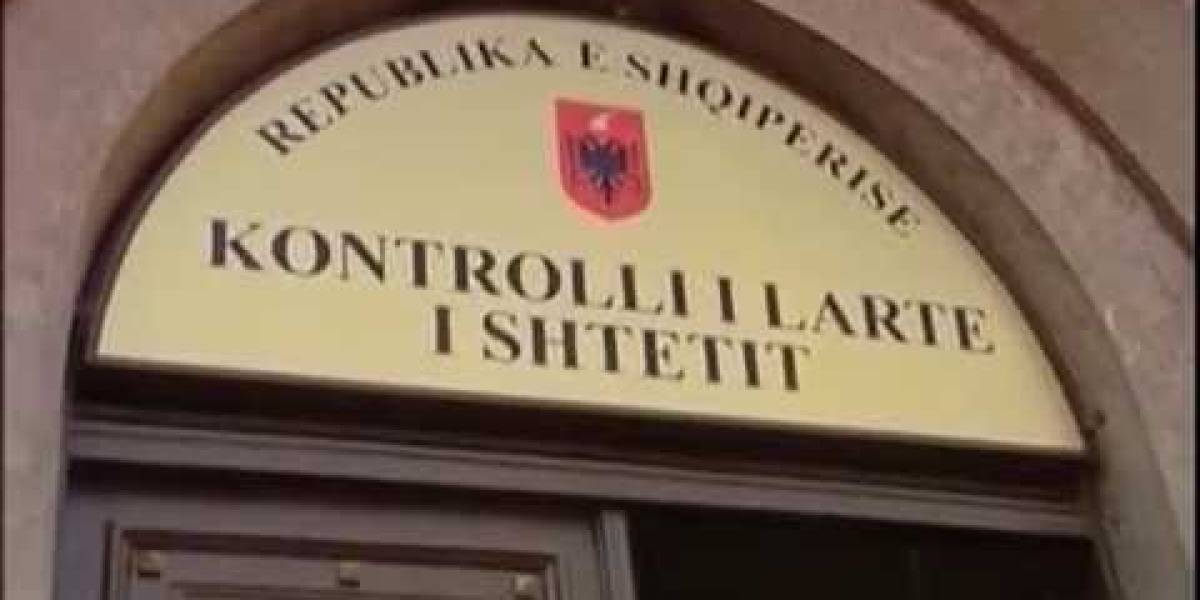 REPUBLIKA E SHQIPERISE
KONTROLLI I LARTE
I SHTETIT